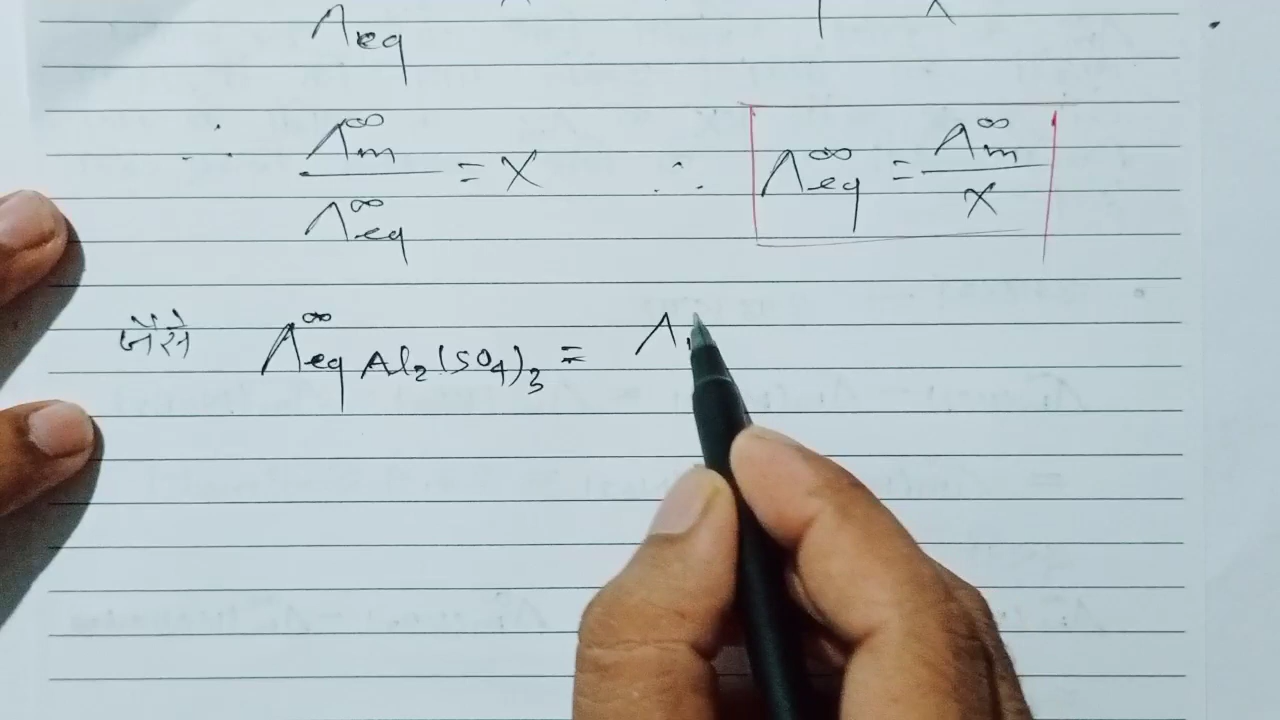 Λeq
∴ Λ∞m / Λ∞eq = x ∴ Λ∞eq = Λ∞m / x
जैसे Λ∞eq Al₂(SO₄)₃ = Λ